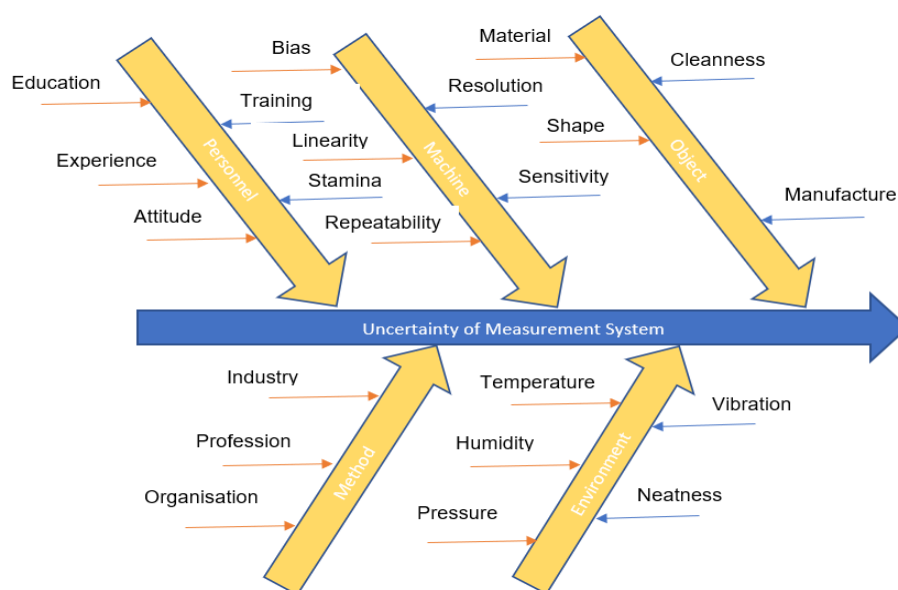 Bias
Material
Cleanness
Education
Training
Resolution
Shape
Linearity
Experience
Stamina
Sensitivity
Manufacture
Attitude
Repeatability
Personnel
Machine
Object
Uncertainty of Measurement System
Industry
Temperature
Vibration
Profession
Humidity
Organisation
Neatness
Pressure
Method
Environment